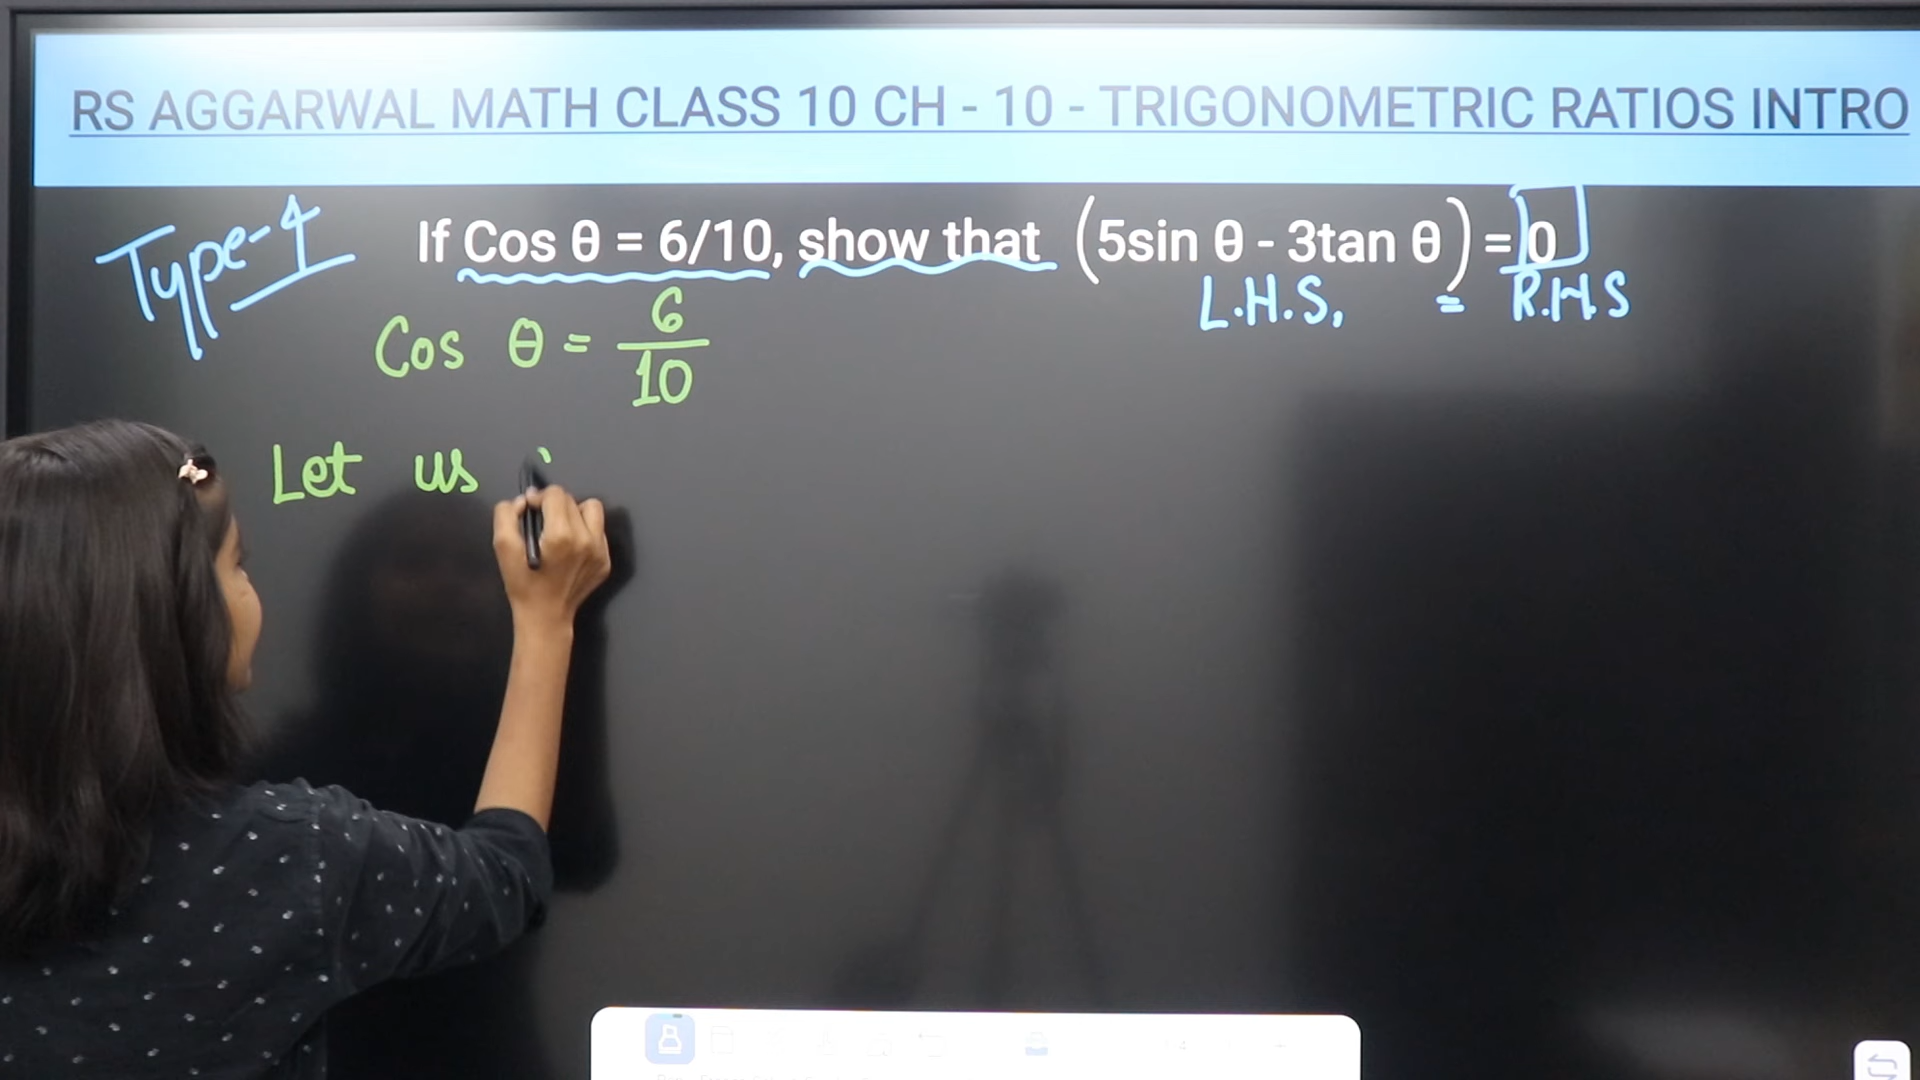 RS AGGARWAL MATH CLASS 10 CH - 10 - TRIGONOMETRIC RATIOS INTRO
Type-4
If Cos θ = 6/10, show that (5sin θ - 3tan θ) = 0
L.H.S, = R.H.S
Cos θ = 6/10
Let us